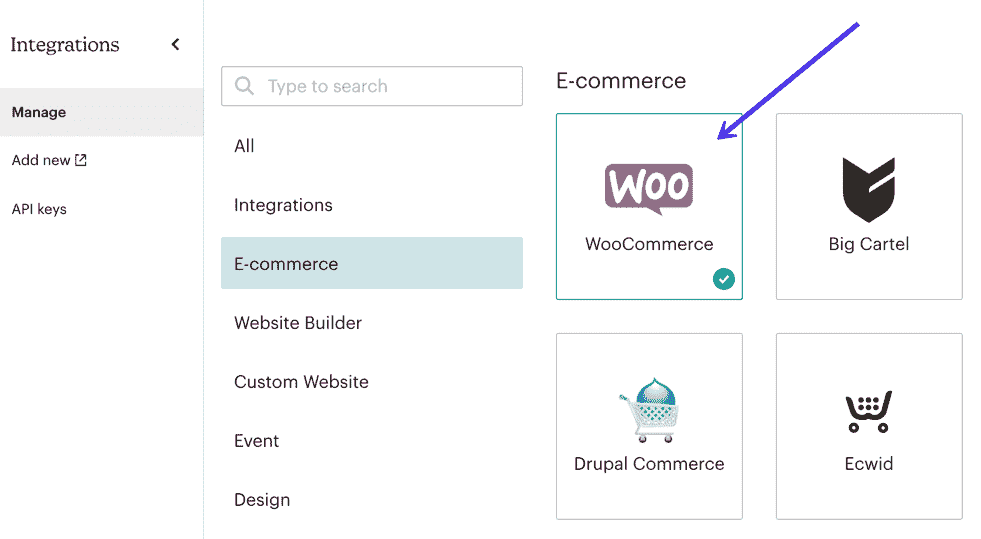 Integrations
Manage
Add new
API keys
Type to search
All
Integrations
E-commerce
Website Builder
Custom Website
Event
Design
E-commerce
Woo
WooCommerce
Big Cartel
Drupal Commerce
Ecwid